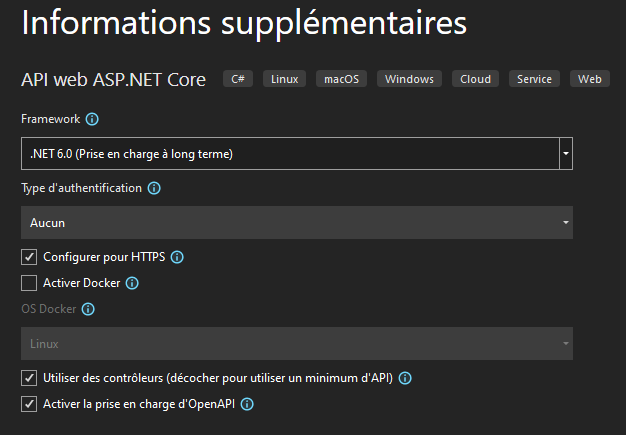 Informations supplémentaires
API web ASP.NET Core C# Linux macOS Windows Cloud Service Web
Framework
.NET 6.0 (Prise en charge à long terme)
Type d'authentification
Aucun
Configurer pour HTTPS
Activer Docker
OS Docker
Linux
Utiliser des contrôleurs (décocher pour utiliser un minimum d'API)
Activer la prise en charge d'OpenAPI